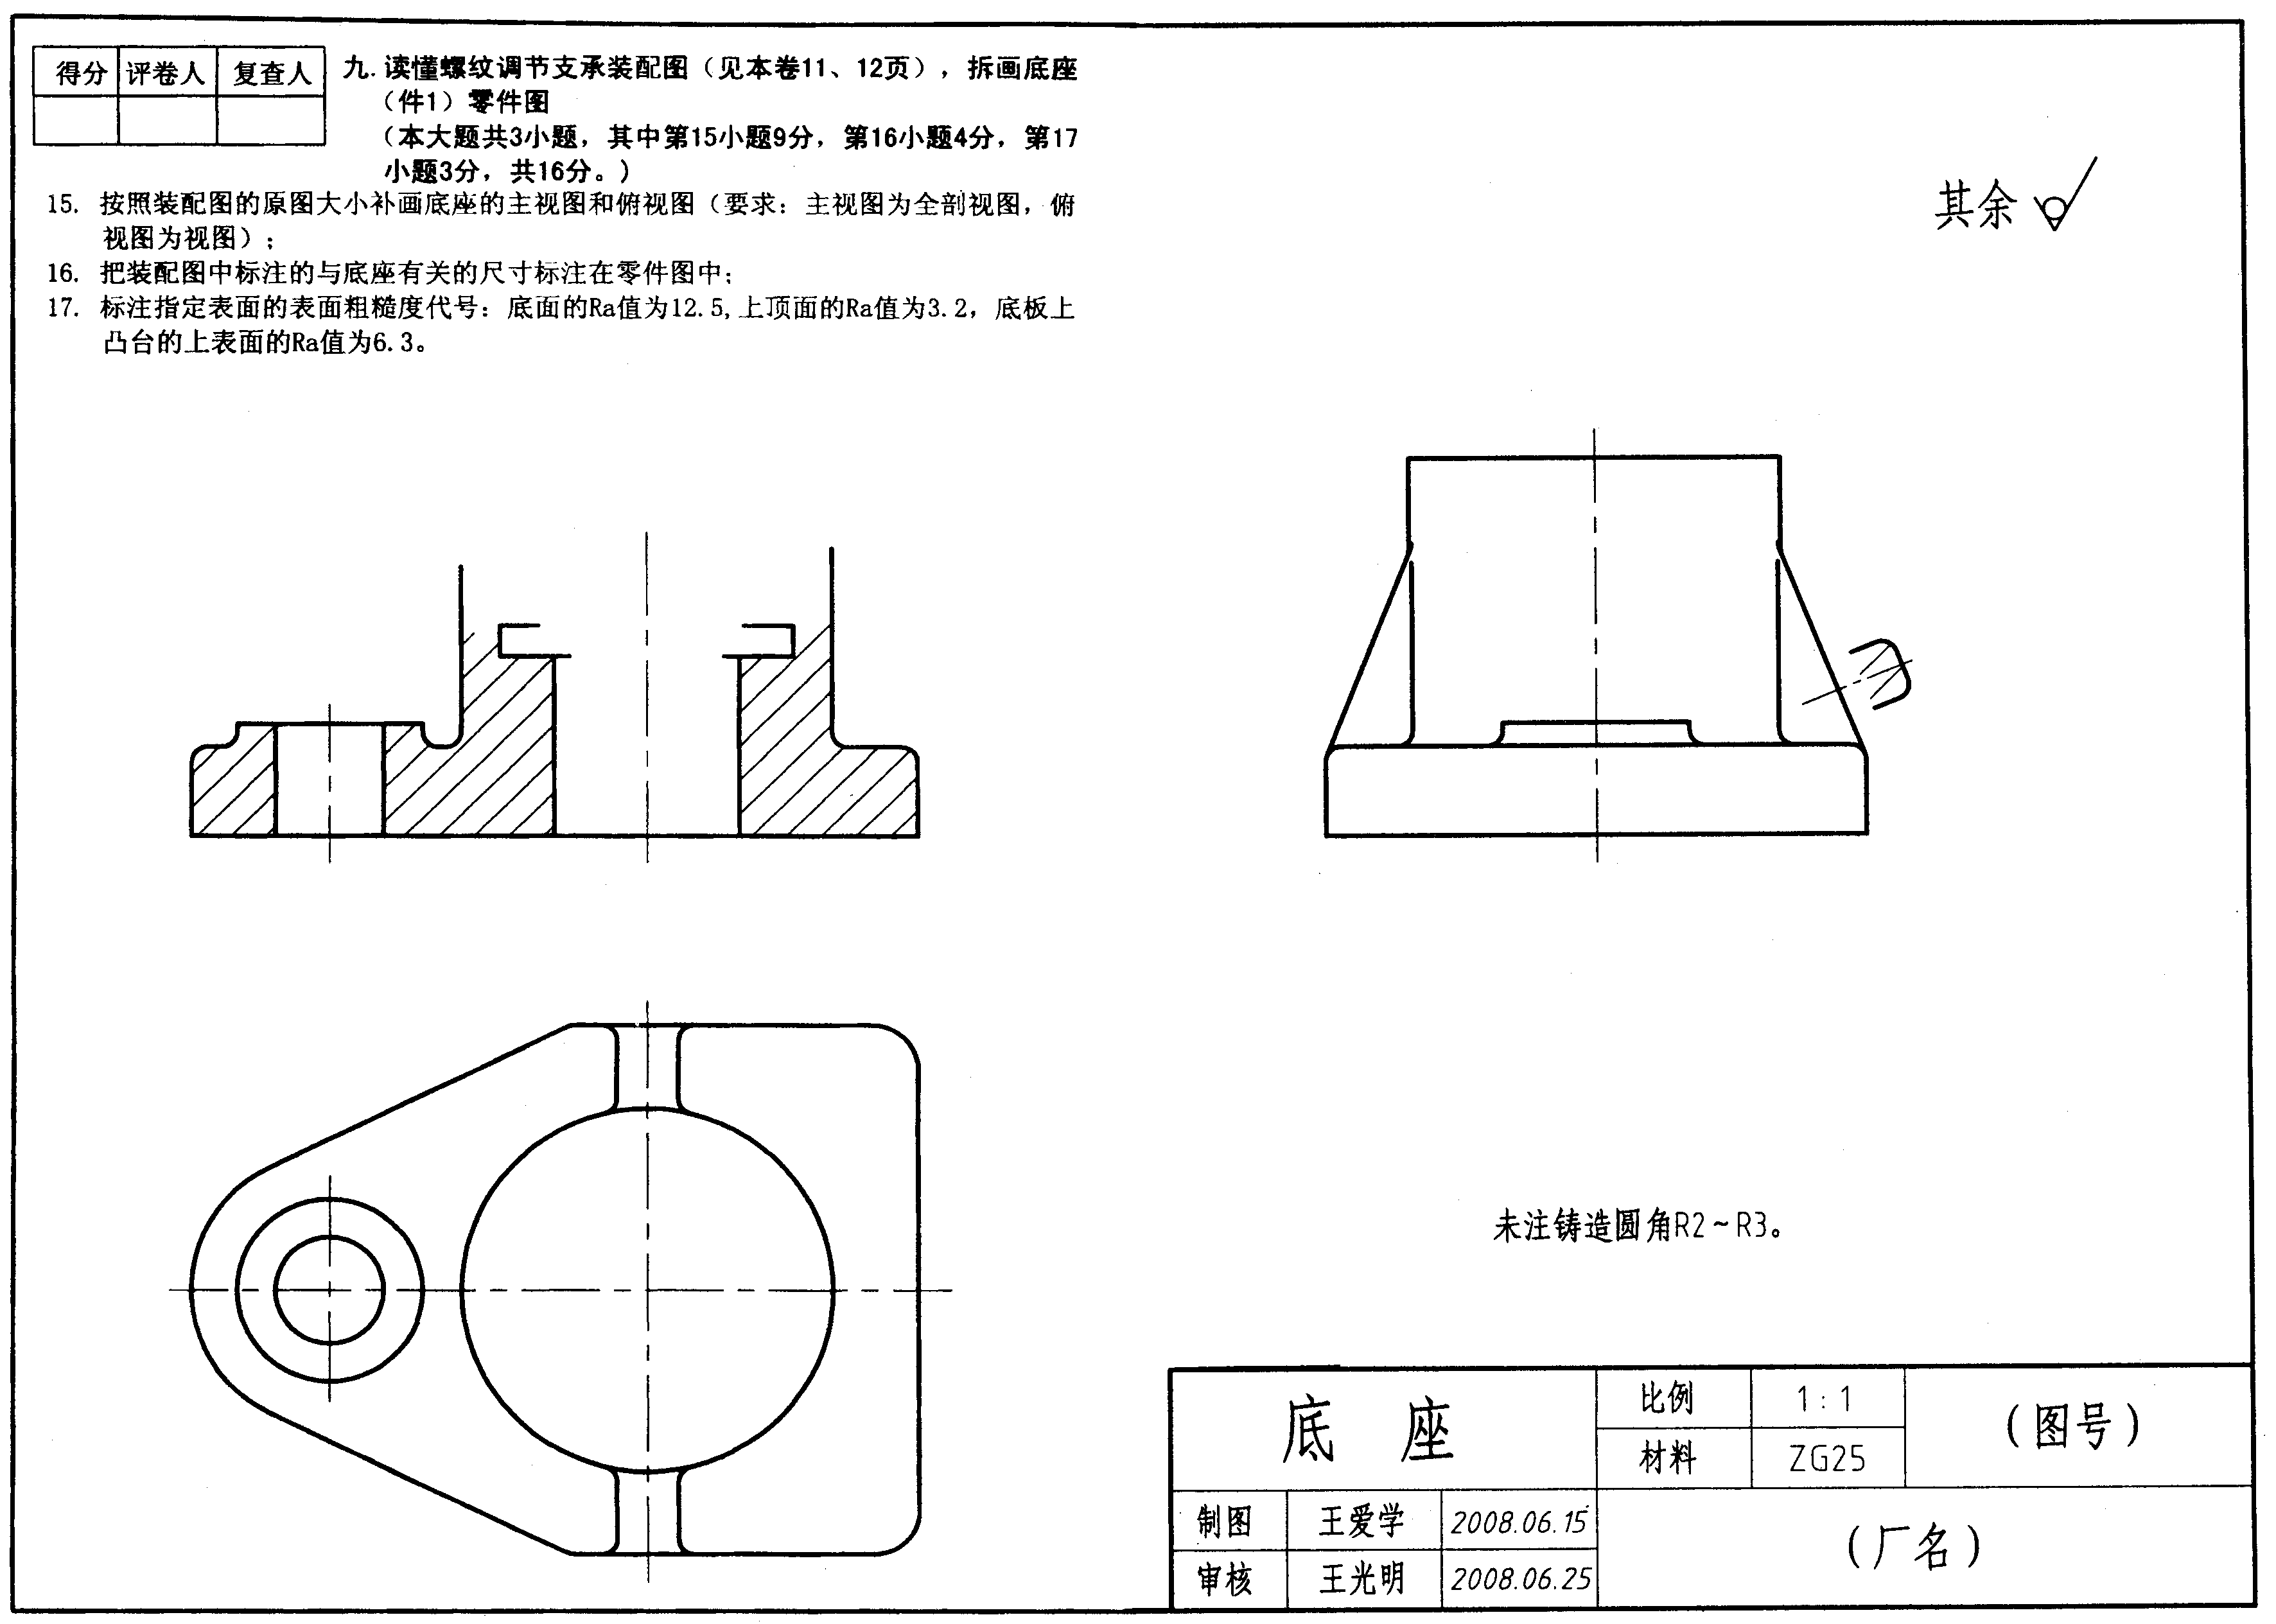 得分 评卷人 复查人
九. 读懂螺纹调节支承装配图（见本卷11、12页），拆画底座
（件1）零件图
（本大题共3小题，其中第15小题9分，第16小题4分，第17
小题3分，共16分。)
15. 按照装配图的原图大小补画底座的主视图和俯视图（要求：主视图为全剖视图，俯
视图为视图）；
16. 把装配图中标注的与底座有关的尺寸标注在零件图中；
17. 标注指定表面的表面粗糙度代号：底面的Ra值为12.5,上顶面的Ra值为3.2，底板上
凸台的上表面的Ra值为6.3。
其余
未注铸造圆角R2~R3。
底 座
比例 1:1
材料 ZG25
（图号）
制图 王爱学 2008.06.15
审核 王光明 2008.06.25
（厂名）